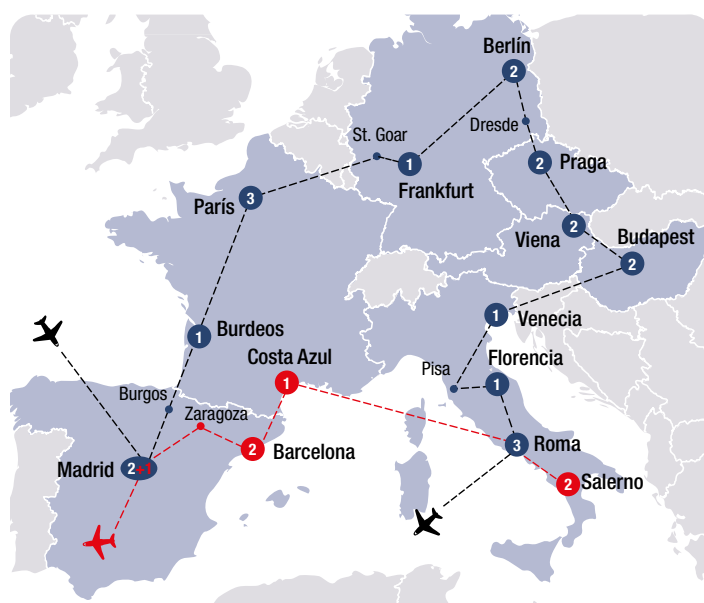 Berlín
2
Dresde
St. Goar
1
Frankfurt
2
Praga
París
3
Viena
2
Budapest
2
1
Burdeos
1
Venecia
Costa Azul
1
Florencia
1
Pisa
Burgos
Zaragoza
2
Barcelona
3
Roma
Madrid
2+1
2
Salerno